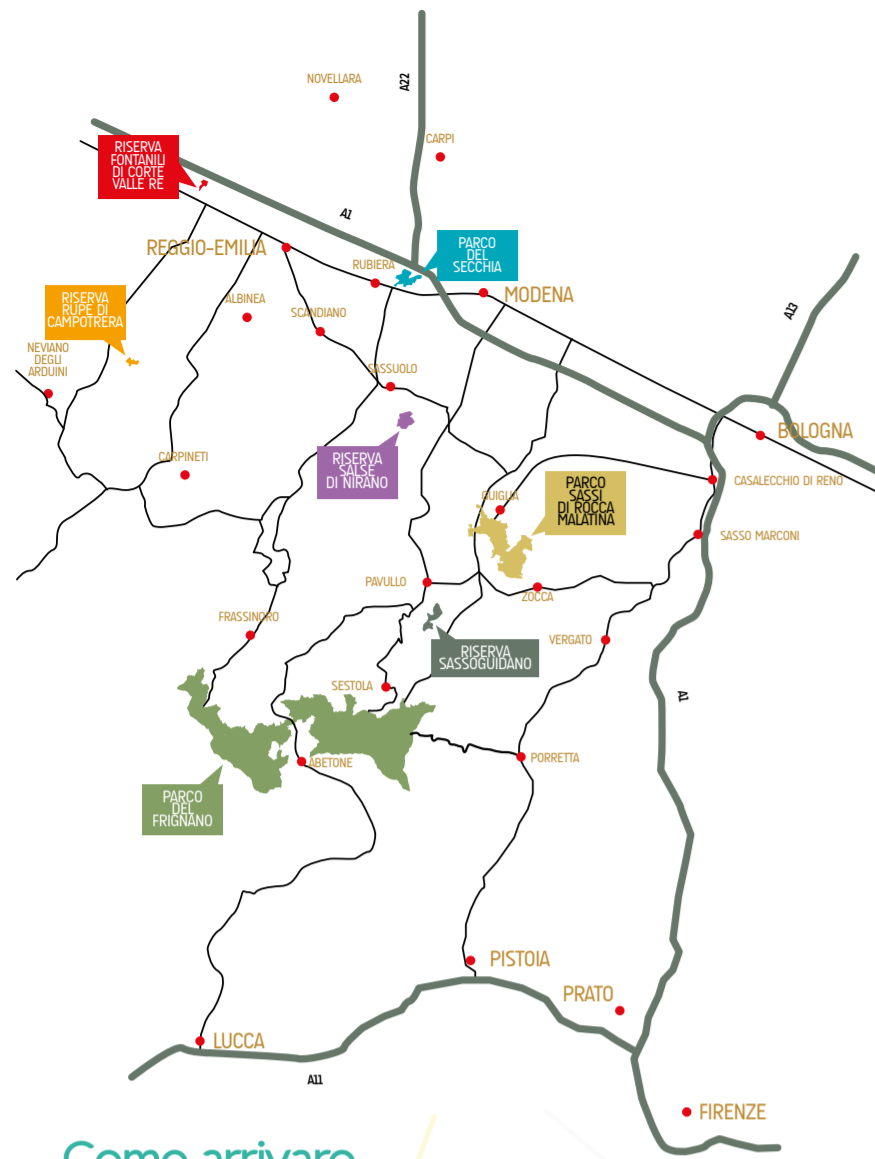 NOVELLARA
A22
CARPI
RISERVA
FONTANILI
DI CORTE
VALLE RE
A1
REGGIO-EMILIA
PARCO
DEL
SECCHIA
RUBIERA
MODENA
RISERVA
RUPE DI
CAMPOTRERA
ALBINEA
SCANDIANO
A13
NEVIANO
DEGLI
ARDUINI
SASSUOLO
BOLOGNA
RISERVA
SALSE
DI NIRANO
CARPINETI
PARCO
SASSI
DI ROCCA
MALATINA
CASALECCHIO DI RENO
GUIGLIA
SASSO MARCONI
PAVULLO
ZOCCA
FRASSINORO
VERGATO
RISERVA
SASSOGUIDANO
SESTOLA
A1
PORRETTA
ABETONE
PARCO
DEL
FRIGNANO
PISTOIA
PRATO
LUCCA
A11
FIRENZE
Como arrivare